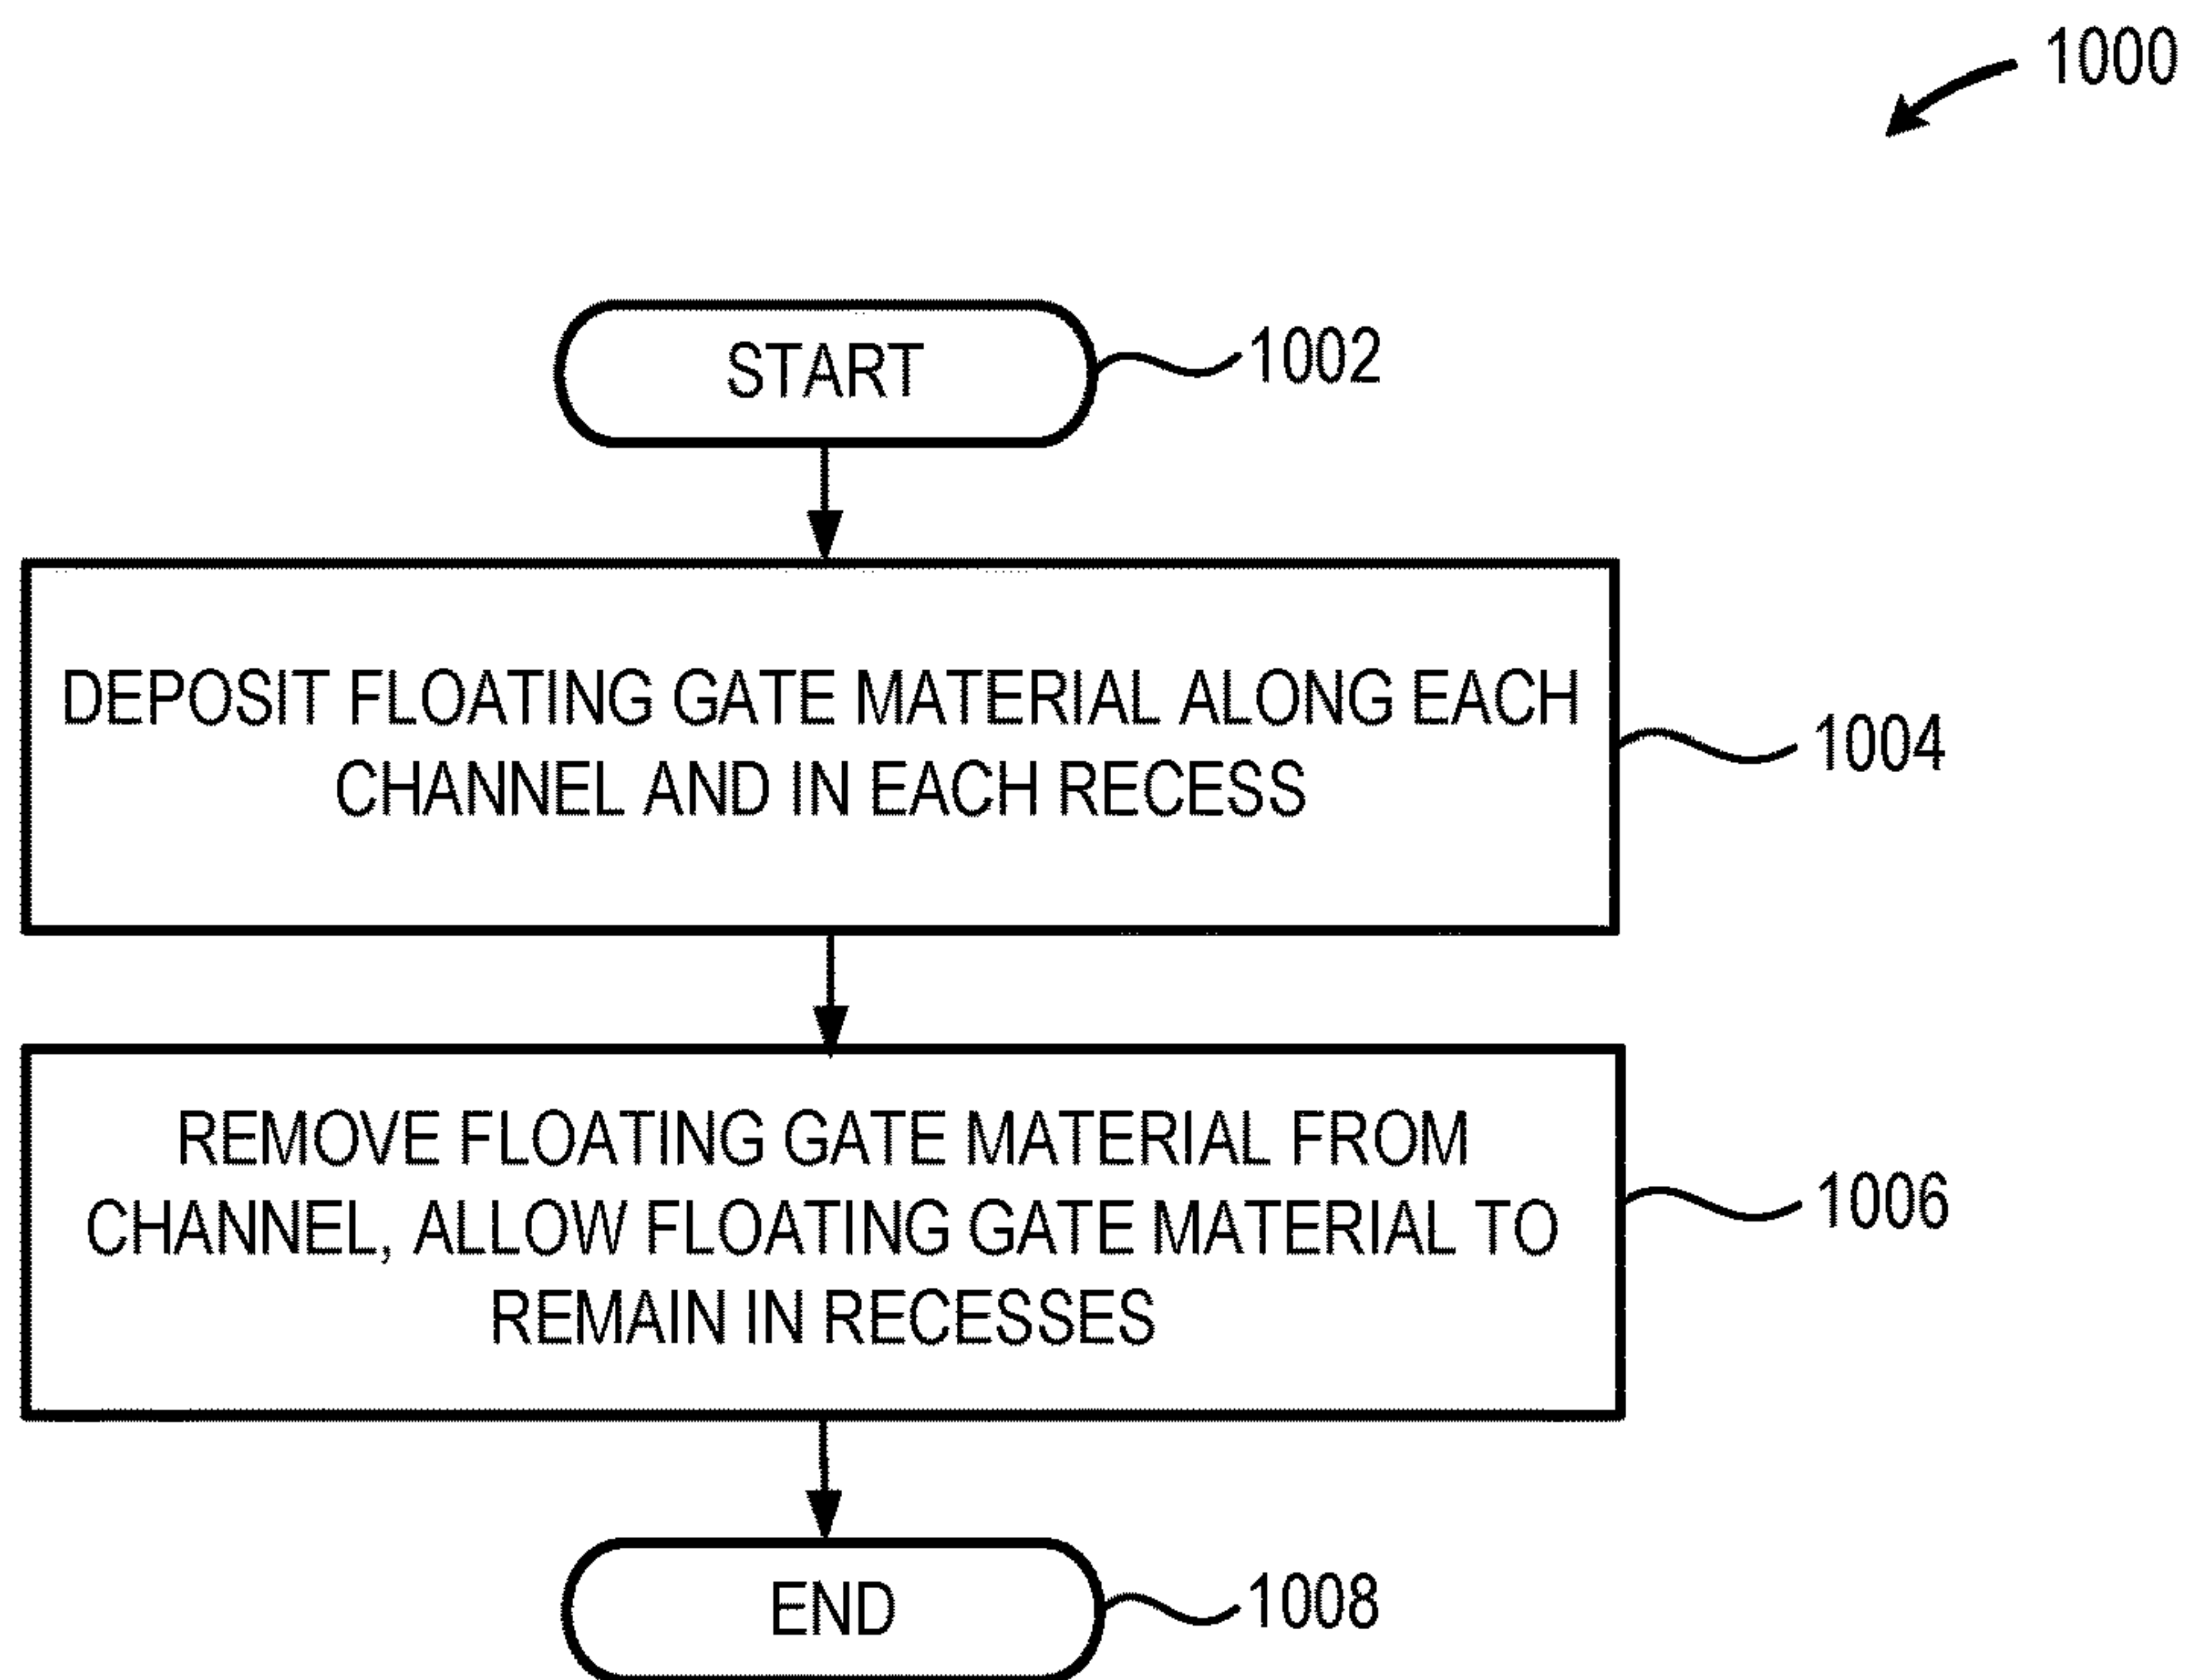 1000
START
1002
DEPOSIT FLOATING GATE MATERIAL ALONG EACH
CHANNEL AND IN EACH RECESS
1004
REMOVE FLOATING GATE MATERIAL FROM
CHANNEL, ALLOW FLOATING GATE MATERIAL TO
REMAIN IN RECESSES
1006
END
1008